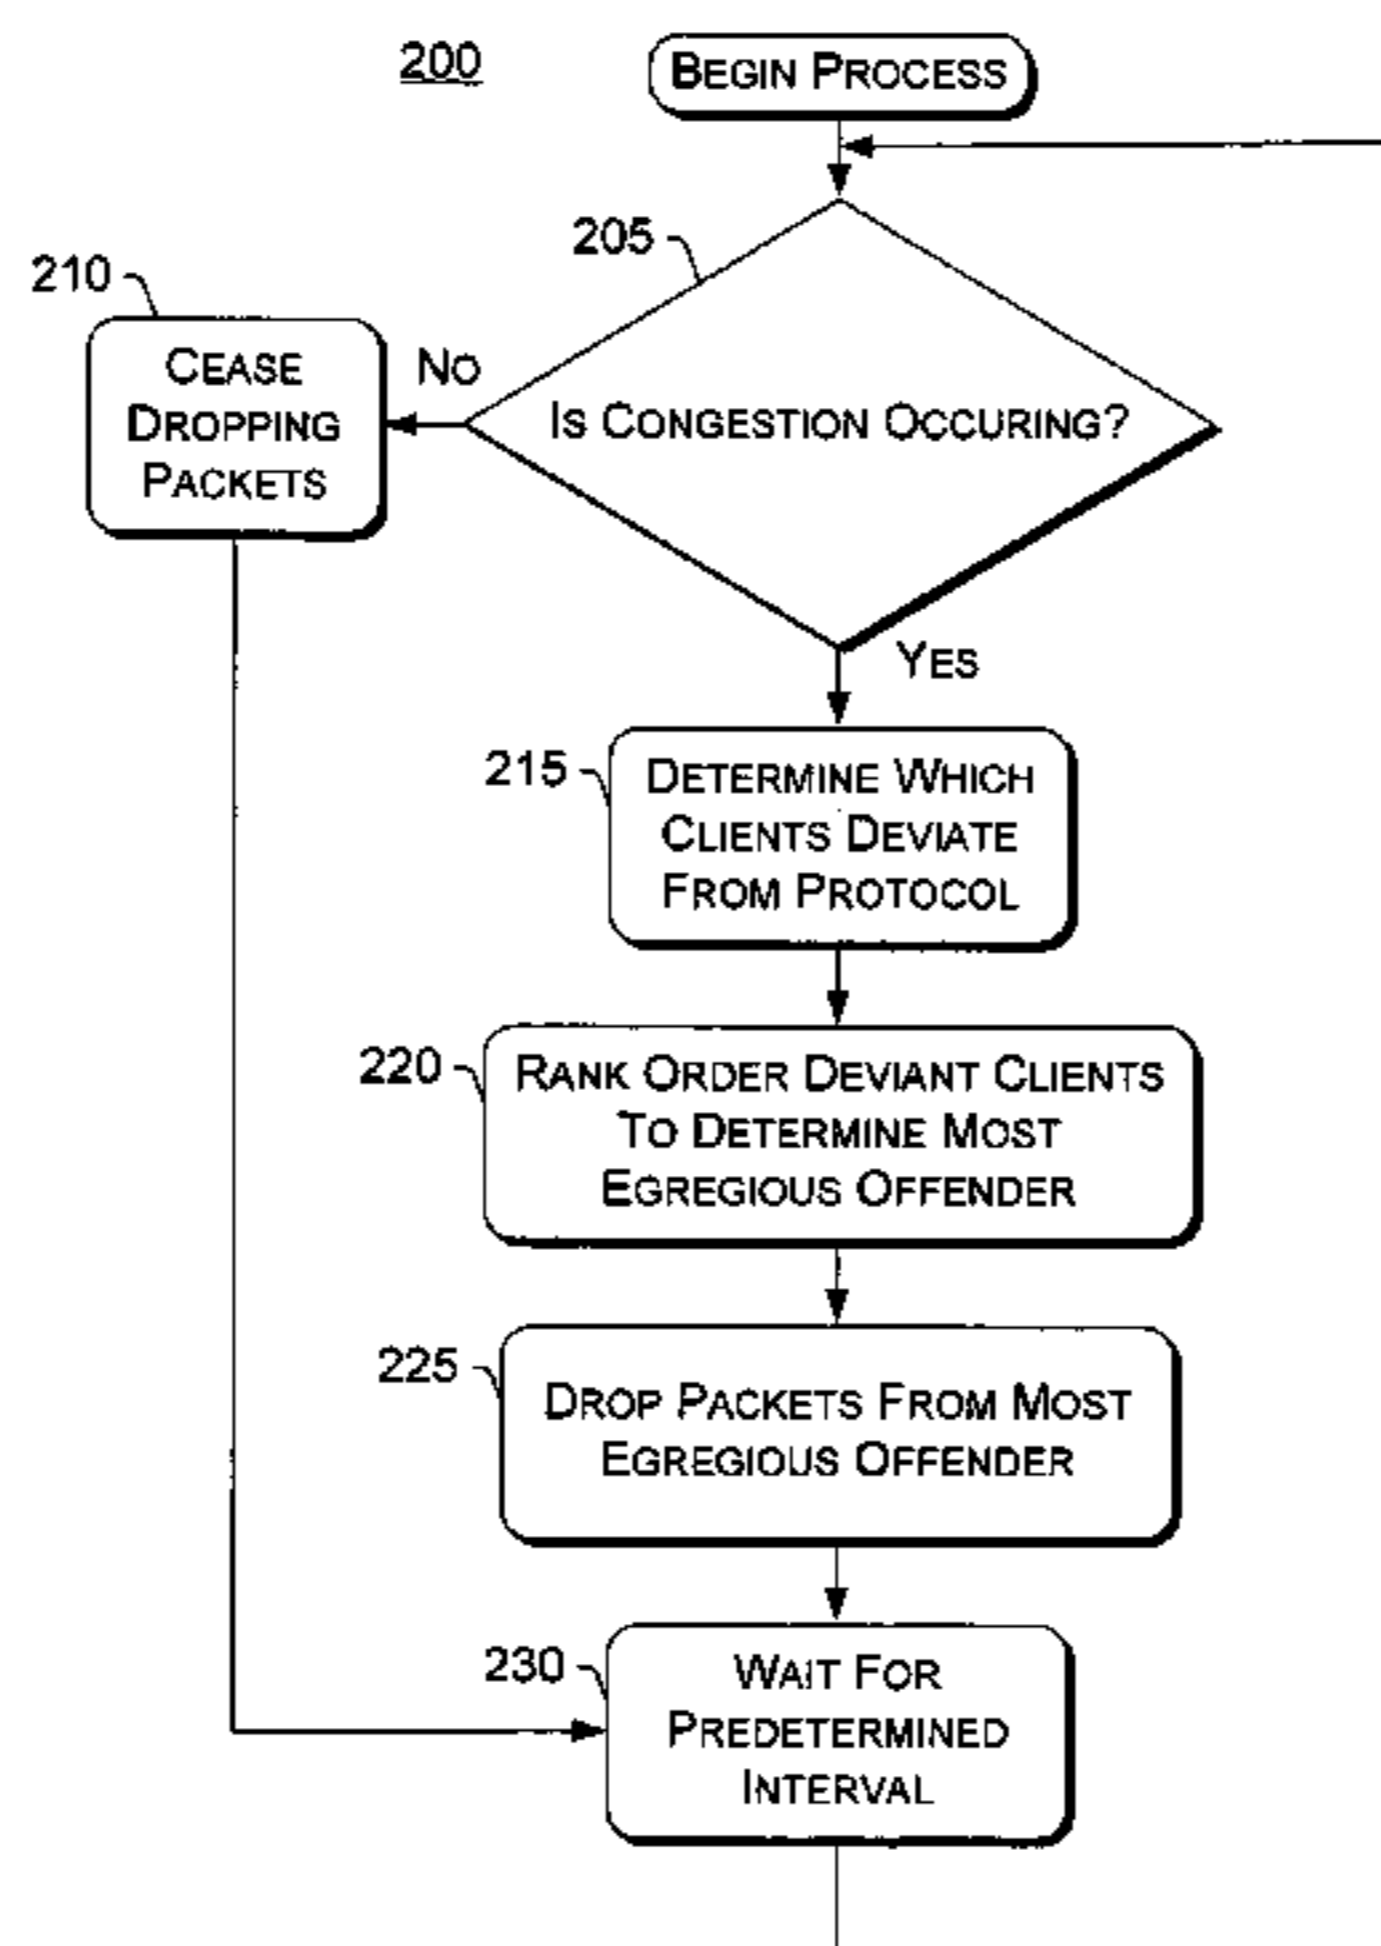 200
BEGIN PROCESS
205
210
CEASE
DROPPING
PACKETS
NO
IS CONGESTION OCCURING?
YES
215
DETERMINE WHICH
CLIENTS DEVIATE
FROM PROTOCOL
220
RANK ORDER DEVIANT CLIENTS
TO DETERMINE MOST
EGREGIOUS OFFENDER
225
DROP PACKETS FROM MOST
EGREGIOUS OFFENDER
230
WAIT FOR
PREDETERMINED
INTERVAL